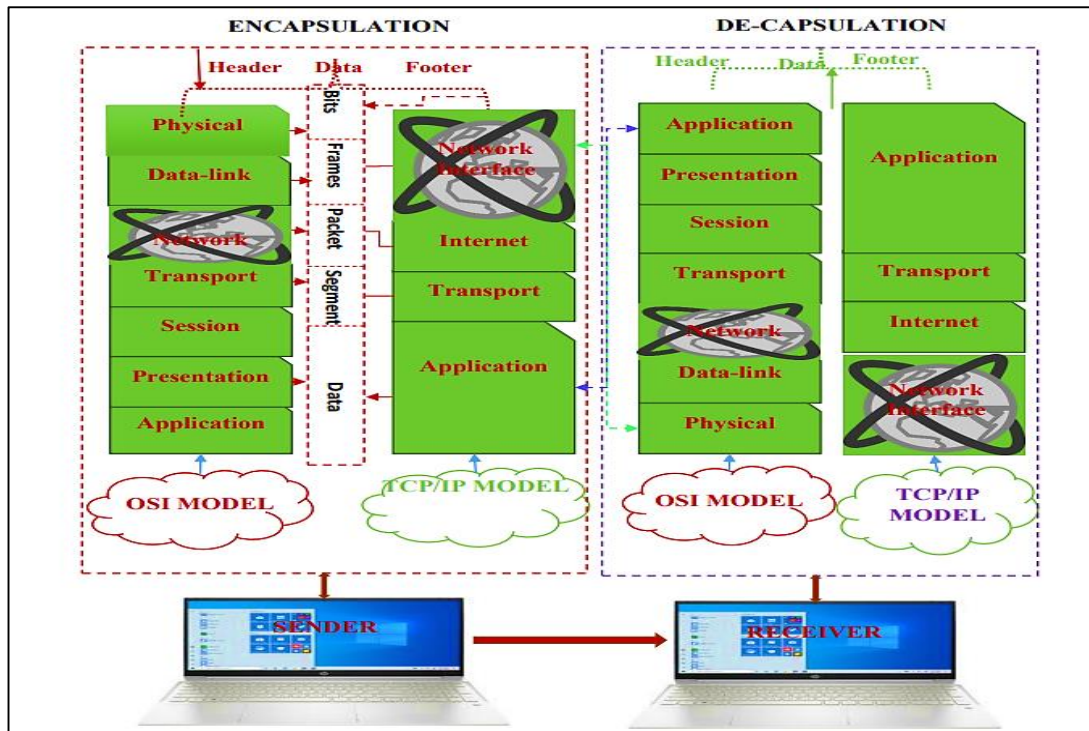 ENCAPSULATION
DE-CAPSULATION
Header Data Footer
Physical
Data-link
Network
Transport
Session
Presentation
Application
OSI MODEL
Bits
Frames
Packet
Segment
Data
Network
Interface
Internet
Transport
Application
TCP/IP MODEL
Header Data Footer
Application
Presentation
Session
Transport
Network
Data-link
Physical
OSI MODEL
Application
Transport
Internet
Network
Interface
TCP/IP
MODEL
SENDER
RECEIVER